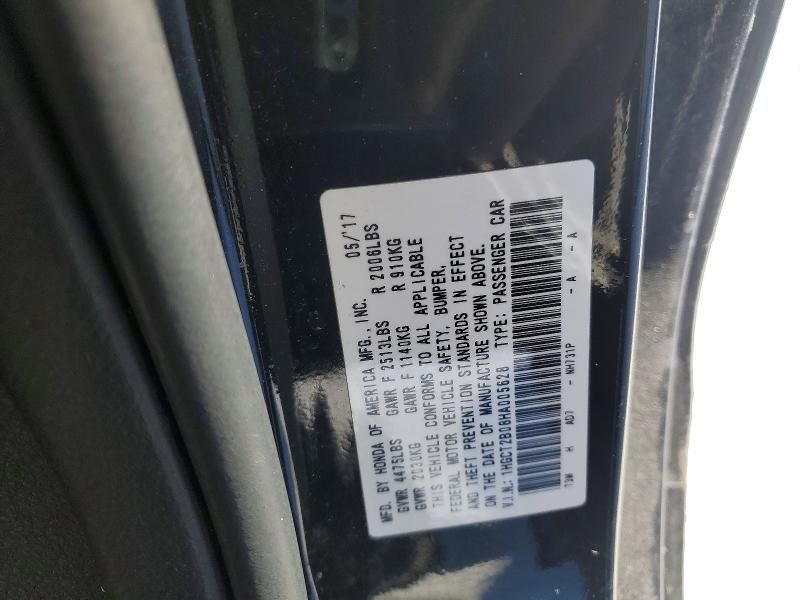 MFD. BY HONDA OF AMERICA MFG., INC. 05/'17
GVWR 4475LBS GAWR F 2513LBS R 2006LBS
GVWR 2030KG GAWR F 1140KG R 910KG
THIS VEHICLE CONFORMS TO ALL APPLICABLE
FEDERAL MOTOR VEHICLE SAFETY, BUMPER,
AND THEFT PREVENTION STANDARDS IN EFFECT
ON THE DATE OF MANUFACTURE SHOWN ABOVE.
V.I.N.: 1HGCT2B08HA005628 TYPE: PASSENGER CAR
T3W H AD7 - NH731P - A - A